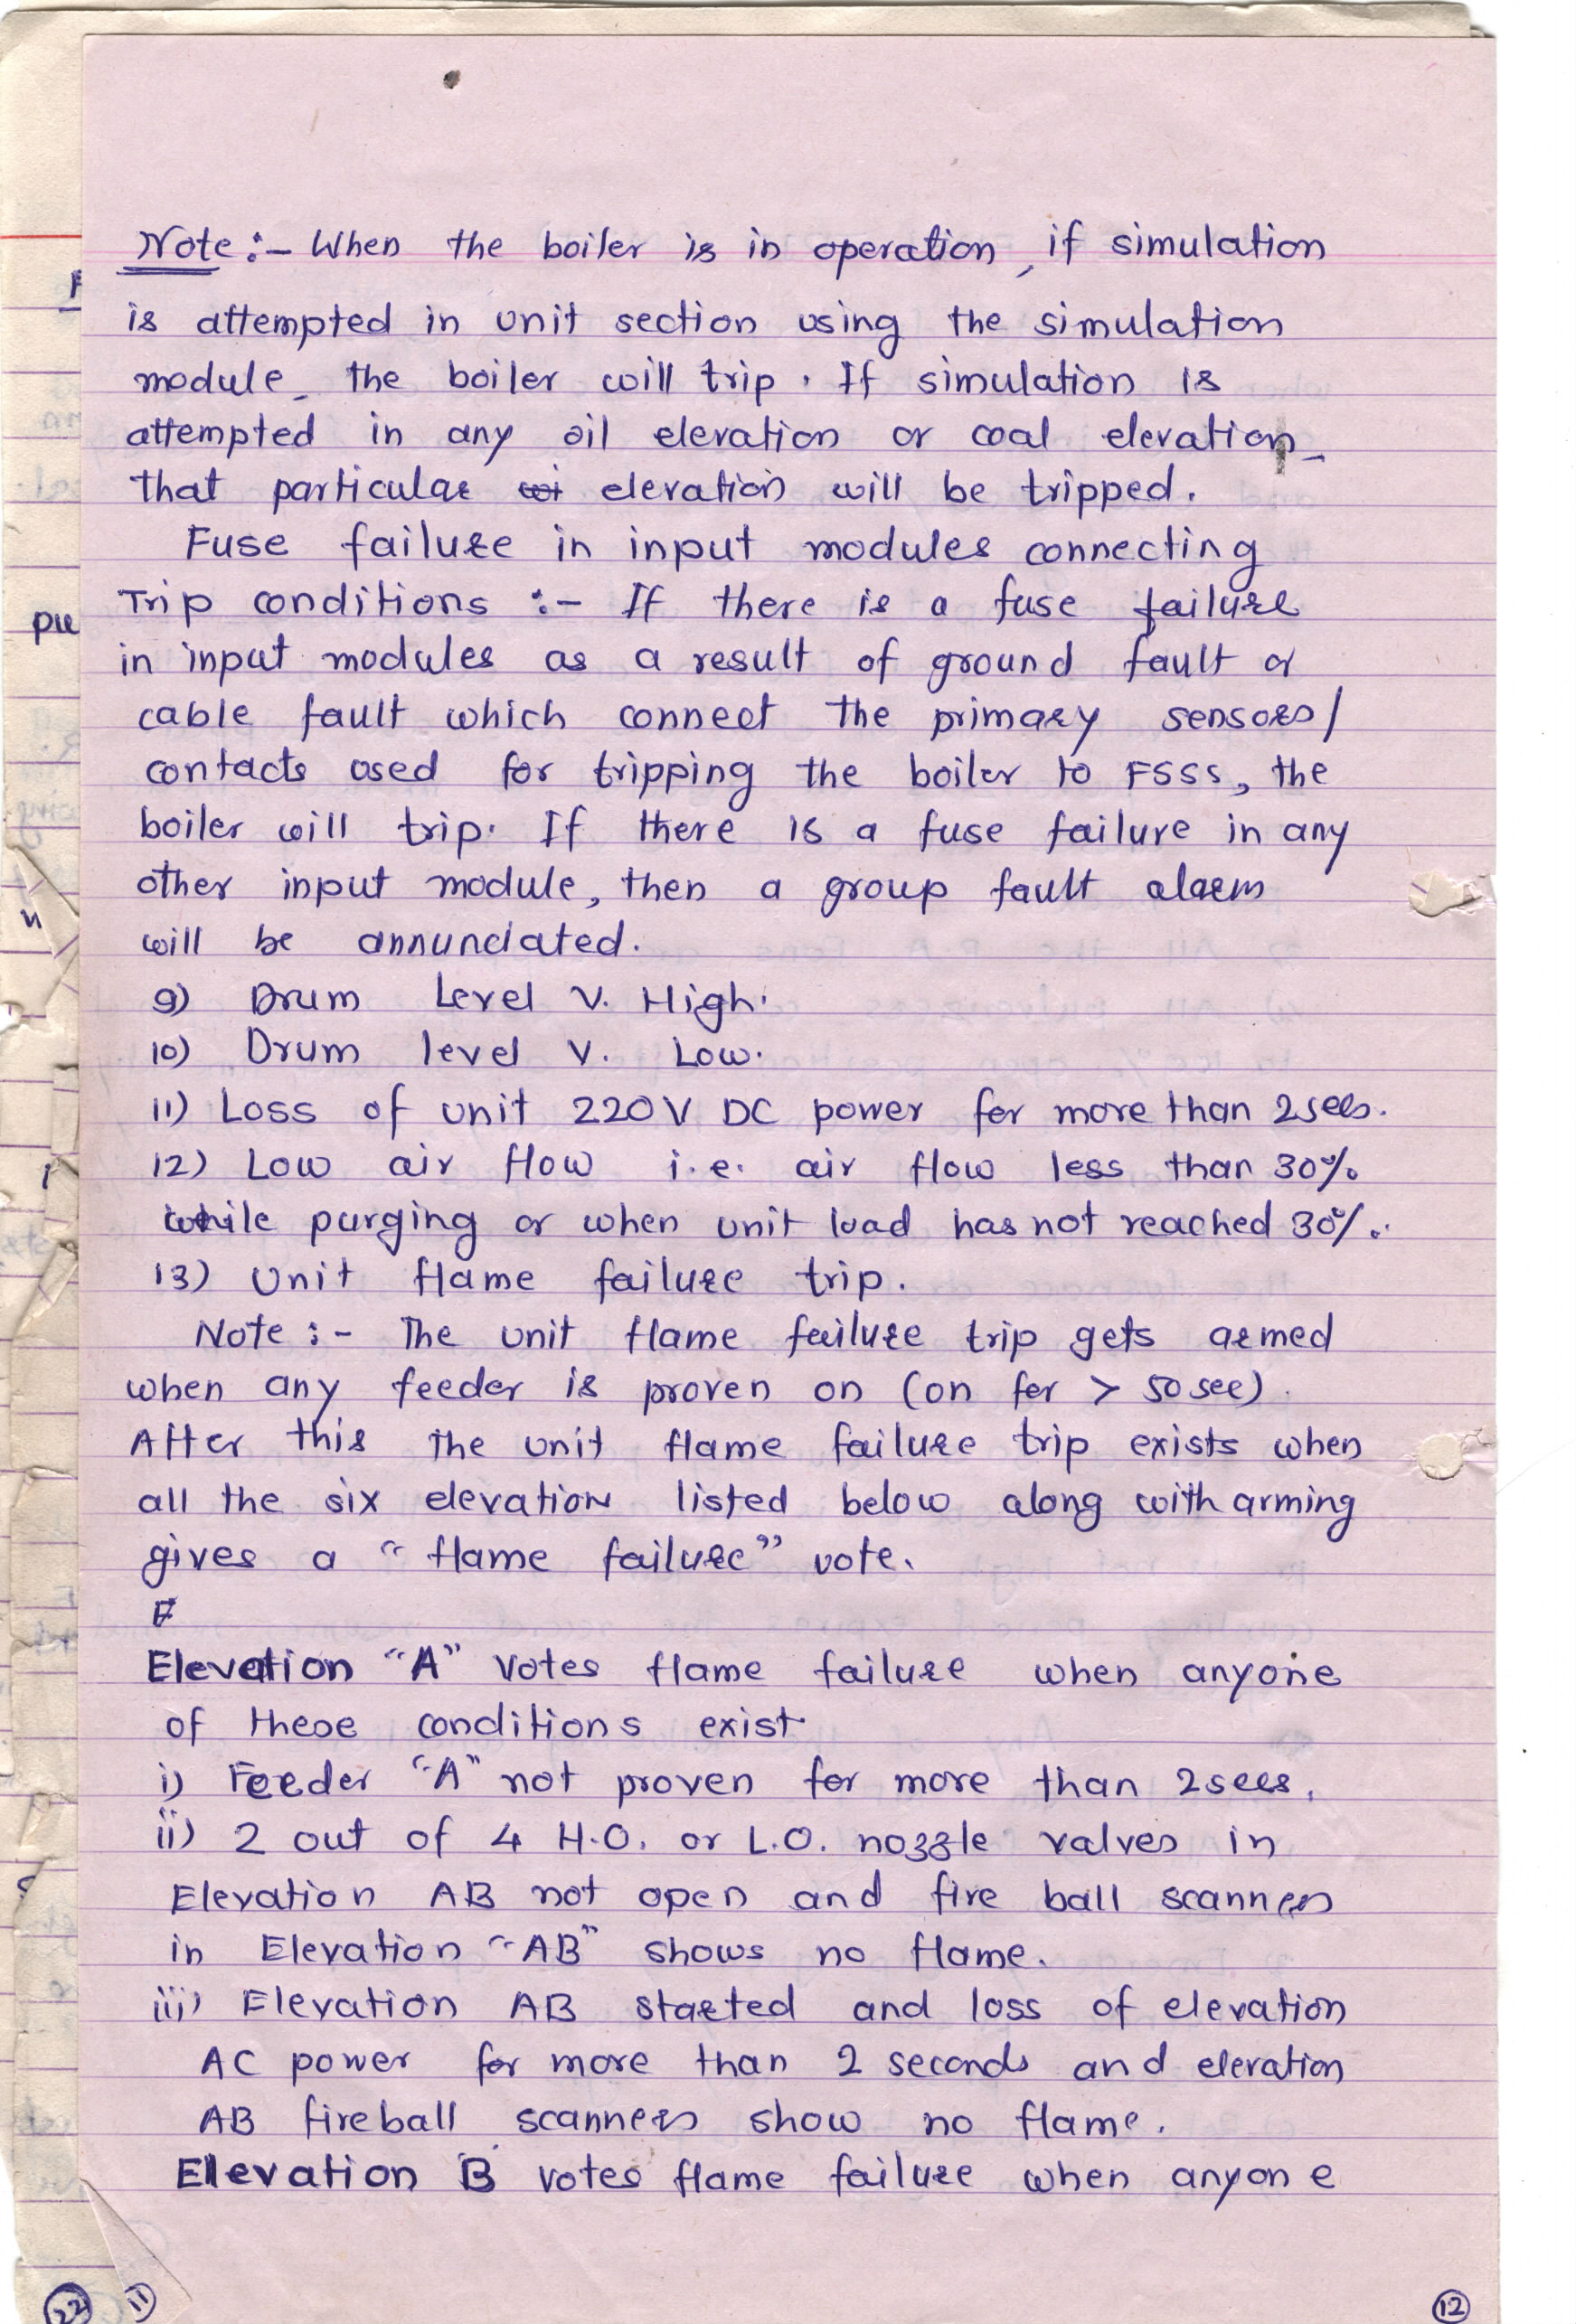 Note :- When the boiler is in operation, if simulation
is attempted in unit section using the simulation
module, the boiler will trip. If simulation is
attempted in any oil elevation or coal elevation,
that particular elevation will be tripped.
Fuse failure in input modules connecting
Trip conditions :- If there is a fuse failure
in input modules as a result of ground fault or
cable fault which connect the primary sensors/
contacts used for tripping the boiler to FSSS, the
boiler will trip. If there is a fuse failure in any
other input module, then a group fault alarm
will be annunciated.
9) Drum Level V. High.
10) Drum level V. Low.
11) Loss of unit 220V DC power for more than 2secs.
12) Low air flow i.e. air flow less than 30%
while purging or when unit load has not reached 30%.
13) Unit flame failure trip.
Note :- The unit flame failure trip gets armed
when any feeder is proven on (on for > 50 sec).
After this the unit flame failure trip exists when
all the six elevation listed below along with arming
gives a "flame failure" vote.
Elevation "A" votes flame failure when anyone
of these conditions exist
i) Feeder "A" not proven for more than 2secs.
ii) 2 out of 4 H.O. or L.O. nozzle valves in
Elevation AB not open and fire ball scanners
in Elevation "AB" shows no flame.
iii) Elevation AB started and loss of elevation
AC power for more than 2 seconds and elevation
AB fireball scanners show no flame.
Elevation B votes flame failure when anyone
22
11
12